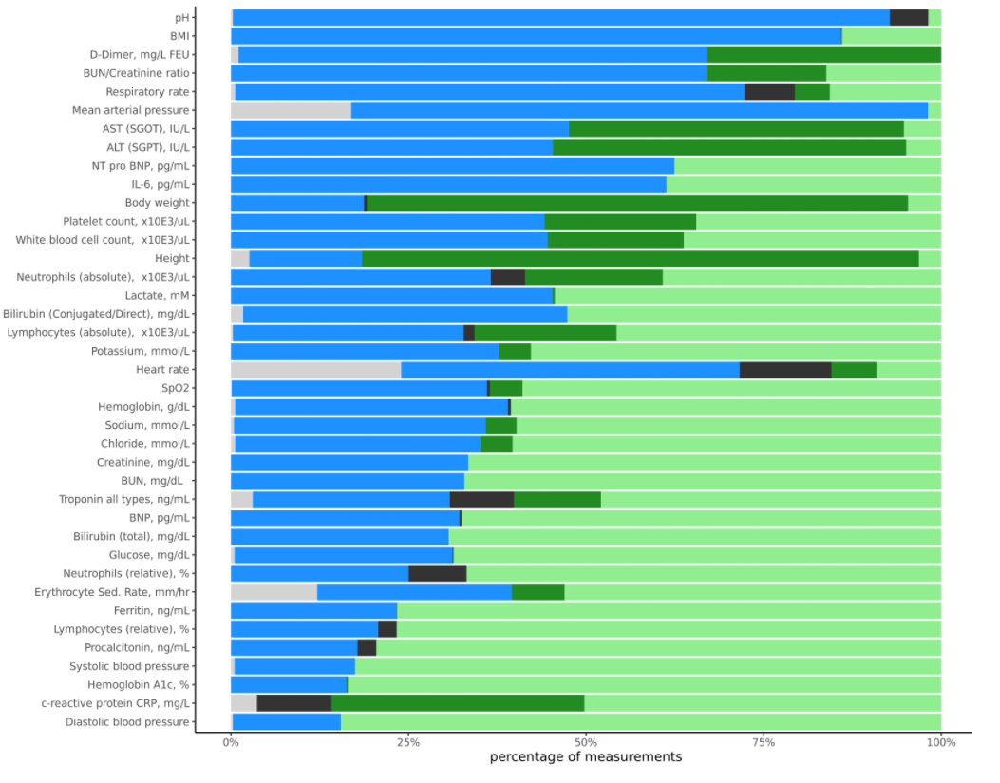 pH
BMI
D-Dimer, mg/L FEU
BUN/Creatinine ratio
Respiratory rate
Mean arterial pressure
AST (SGOT), IU/L
ALT (SGPT), IU/L
NT pro BNP, pg/mL
IL-6, pg/mL
Body weight
Platelet count,  x10E3/uL
White blood cell count,  x10E3/uL
Height
Neutrophils (absolute),  x10E3/uL
Lactate, mM
Bilirubin (Conjugated/Direct), mg/dL
Lymphocytes (absolute),  x10E3/uL
Potassium, mmol/L
Heart rate
SpO2
Hemoglobin, g/dL
Sodium, mmol/L
Chloride, mmol/L
Creatinine, mg/dL
BUN, mg/dL
Troponin all types, ng/mL
BNP, pg/mL
Bilirubin (total), mg/dL
Glucose, mg/dL
Neutrophils (relative), %
Erythrocyte Sed. Rate, mm/hr
Ferritin, ng/mL
Lymphocytes (relative), %
Procalcitonin, ng/mL
Systolic blood pressure
Hemoglobin A1c, %
c-reactive protein CRP, mg/L
Diastolic blood pressure
0% 25% 50% 75% 100%
percentage of measurements